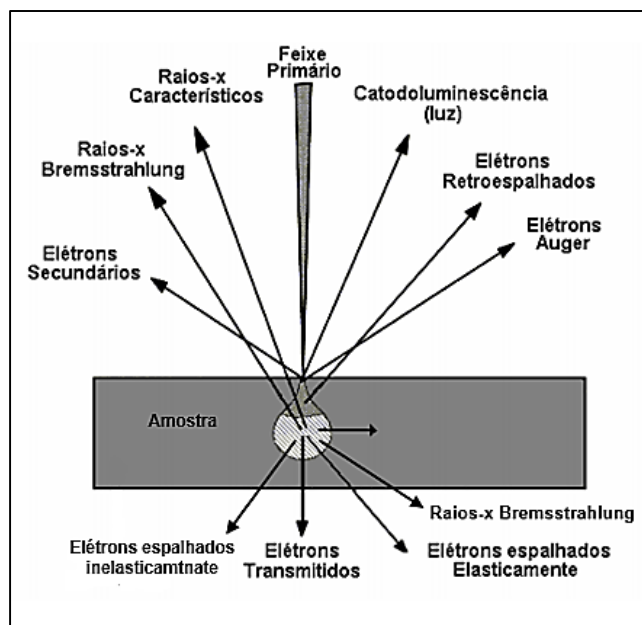 Feixe
Primário
Raios-x
Característicos
Catodoluminescência
(luz)
Raios-x
Bremsstrahlung
Elétrons
Retroespalhados
Elétrons
Auger
Elétrons
Secundários
Amostra
Raios-x Bremsstrahlung
Elétrons espalhados
inelasticamtnate
Elétrons
Transmitidos
Elétrons espalhados
Elasticamente